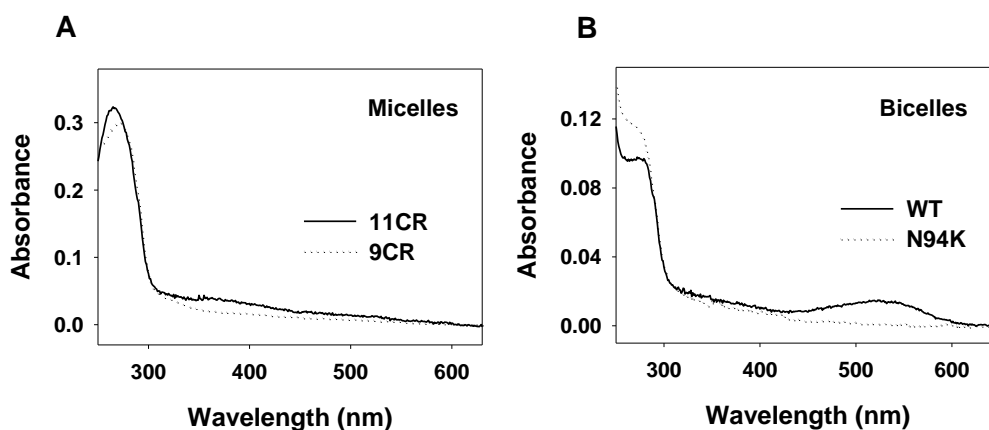 A
Absorbance
0.3
0.2
0.1
0.0
Micelles
11CR
9CR
300 400 500 600
Wavelength (nm)
B
Absorbance
0.12
0.08
0.04
0.00
Bicelles
WT
N94K
300 400 500 600
Wavelength (nm)